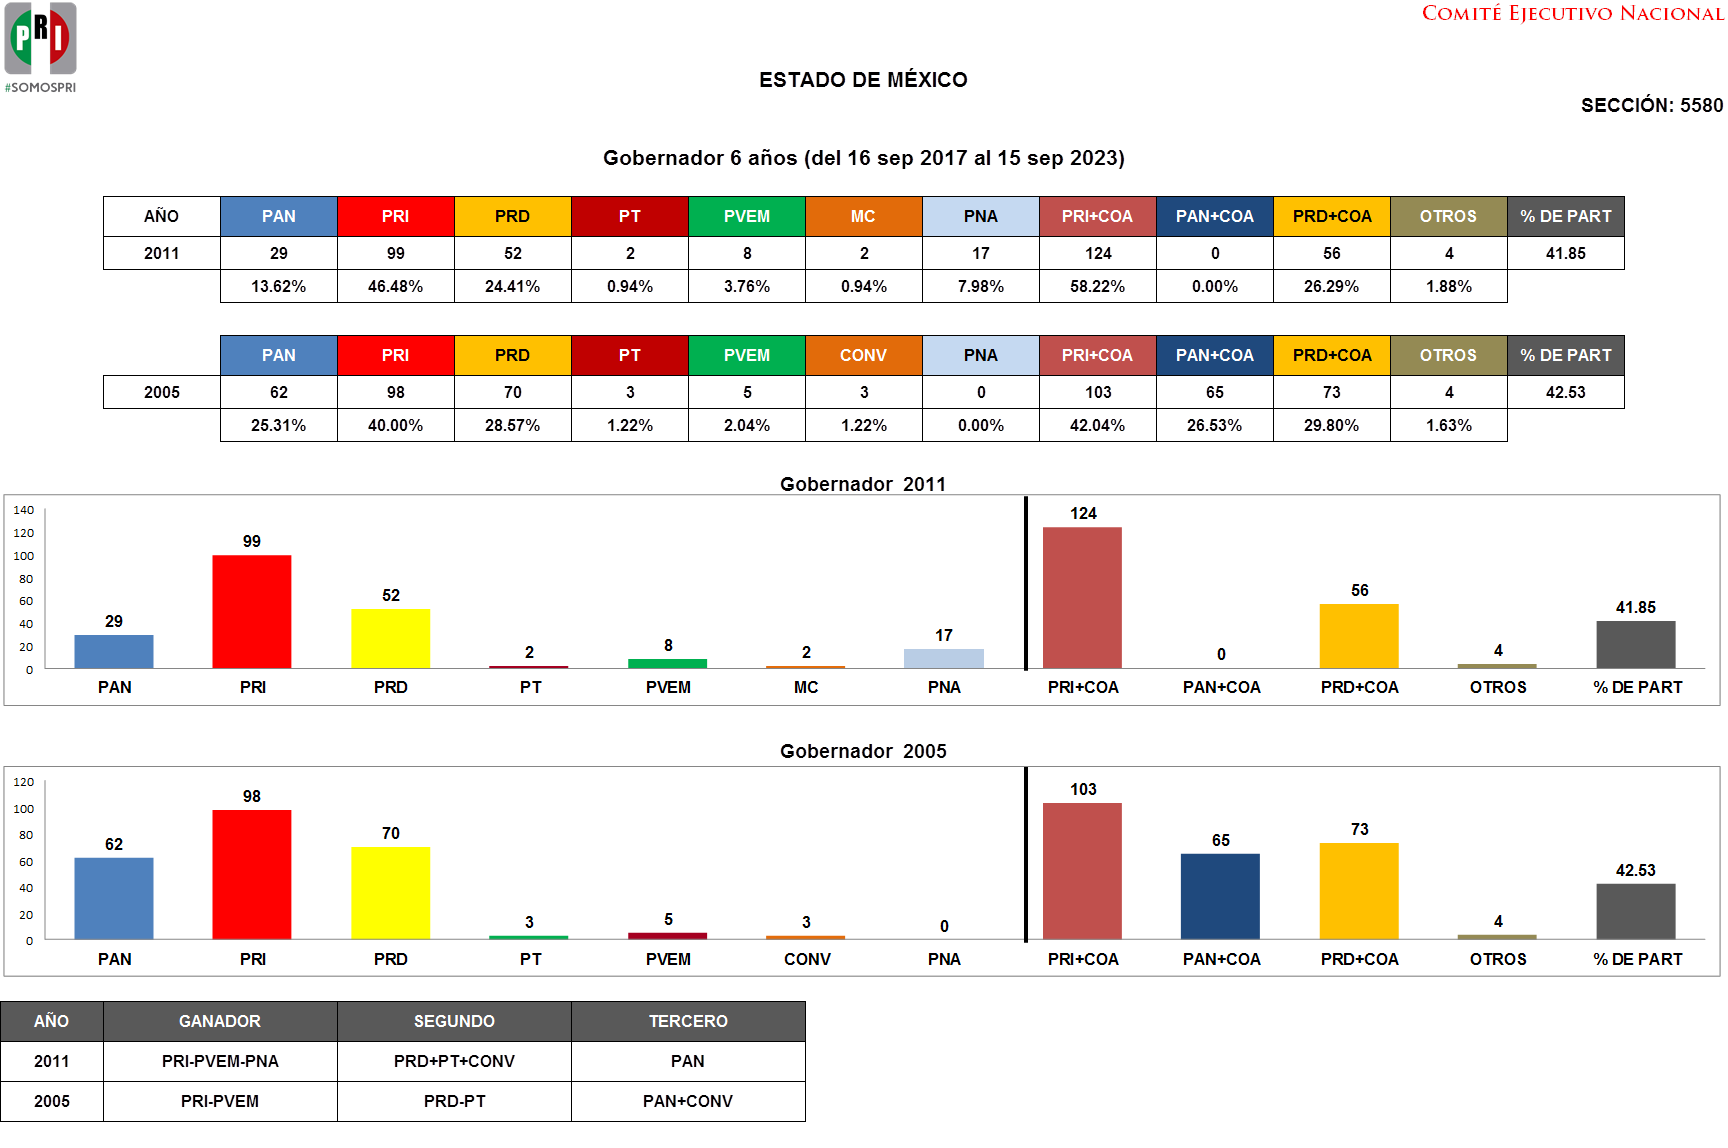 PRI
#SOMOSPRI
COMITÉ EJECUTIVO NACIONAL
ESTADO DE MÉXICO
SECCIÓN: 5580
Gobernador 6 años (del 16 sep 2017 al 15 sep 2023)
AÑO PAN PRI PRD PT PVEM MC PNA PRI+COA PAN+COA PRD+COA OTROS % DE PART
2011 29 99 52 2 8 2 17 124 0 56 4 41.85
13.62% 46.48% 24.41% 0.94% 3.76% 0.94% 7.98% 58.22% 0.00% 26.29% 1.88%
PAN PRI PRD PT PVEM CONV PNA PRI+COA PAN+COA PRD+COA OTROS % DE PART
2005 62 98 70 3 5 3 0 103 65 73 4 42.53
25.31% 40.00% 28.57% 1.22% 2.04% 1.22% 0.00% 42.04% 26.53% 29.80% 1.63%
Gobernador 2011
140
120
100
80
60
40
20
0
29 99 52 2 8 2 17 124 0 56 4 41.85
PAN PRI PRD PT PVEM MC PNA PRI+COA PAN+COA PRD+COA OTROS % DE PART
Gobernador 2005
120
100
80
60
40
20
0
62 98 70 3 5 3 0 103 65 73 4 42.53
PAN PRI PRD PT PVEM CONV PNA PRI+COA PAN+COA PRD+COA OTROS % DE PART
AÑO GANADOR SEGUNDO TERCERO
2011 PRI-PVEM-PNA PRD+PT+CONV PAN
2005 PRI-PVEM PRD-PT PAN+CONV